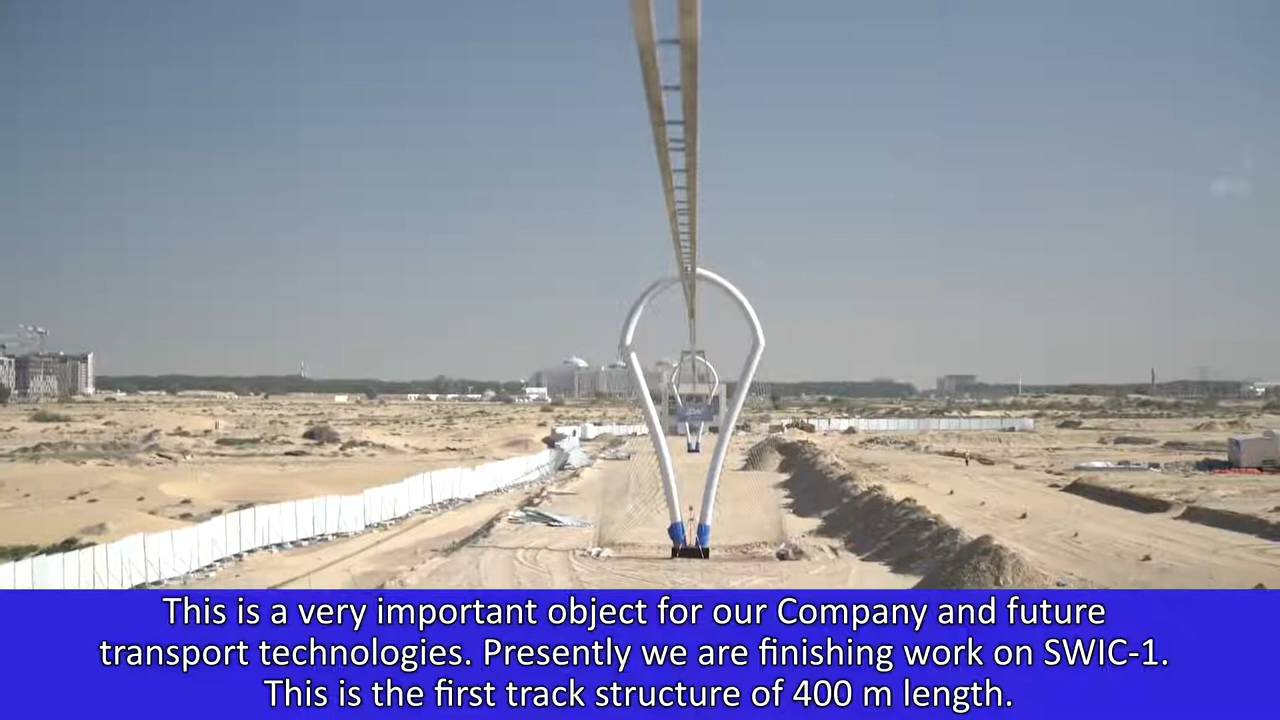 This is a very important object for our Company and future
transport technologies. Presently we are finishing work on SWIC-1.
This is the first track structure of 400 m length.